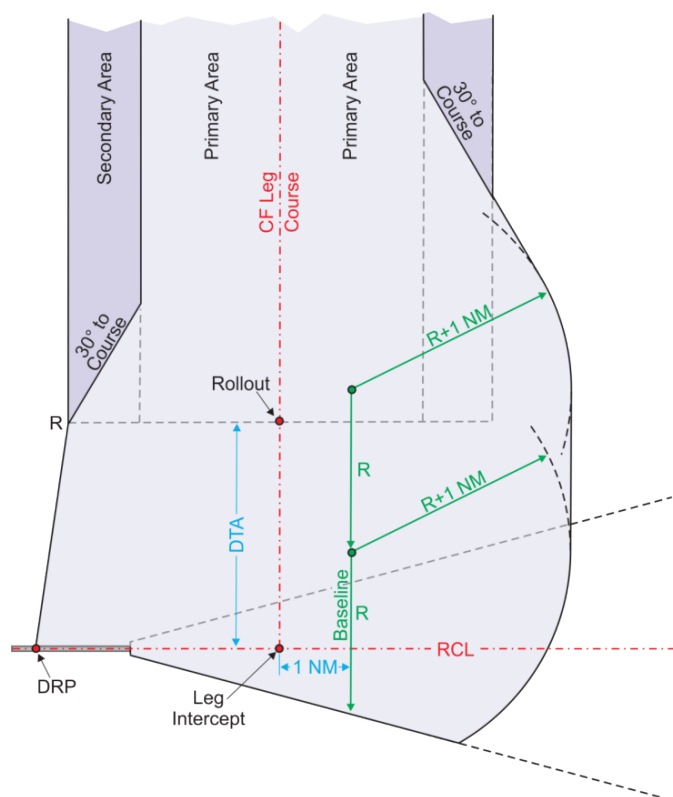 Secondary Area
Primary Area
Primary Area
30° to
Course
CF Leg
Course
30° to
Course
R+1 NM
Rollout
R
R
R+1 NM
DTA
Baseline
R
RCL
1 NM
DRP
Leg
Intercept